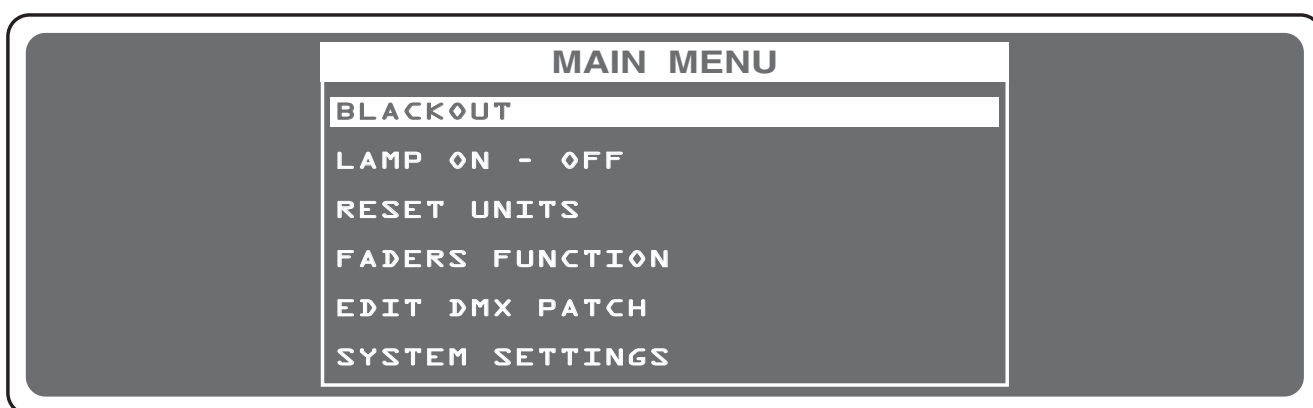 MAIN MENU
BLACKOUT
LAMP ON - OFF
RESET UNITS
FADERS FUNCTION
EDIT DMX PATCH
SYSTEM SETTINGS